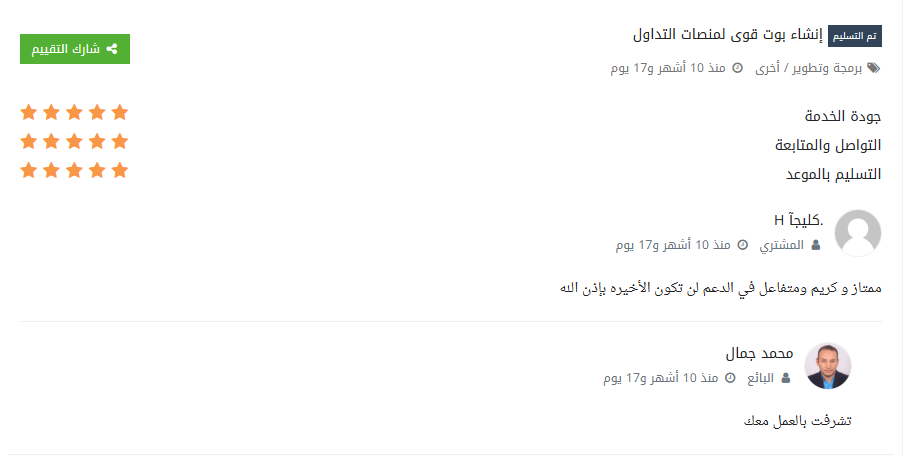 تم التسليم إنشاء بوت قوى لمنصات التداول
شارك التقييم
برمجة وتطوير / أخرى منذ 10 أشهر و17 يوم
جودة الخدمة
التواصل والمتابعة
التسليم بالموعد
كليجآ H.
المشتري منذ 10 أشهر و17 يوم
ممتاز و كريم ومتفاعل في الدعم لن تكون الأخيره بإذن الله
محمد جمال
البائع منذ 10 أشهر و17 يوم
تشرفت بالعمل معك